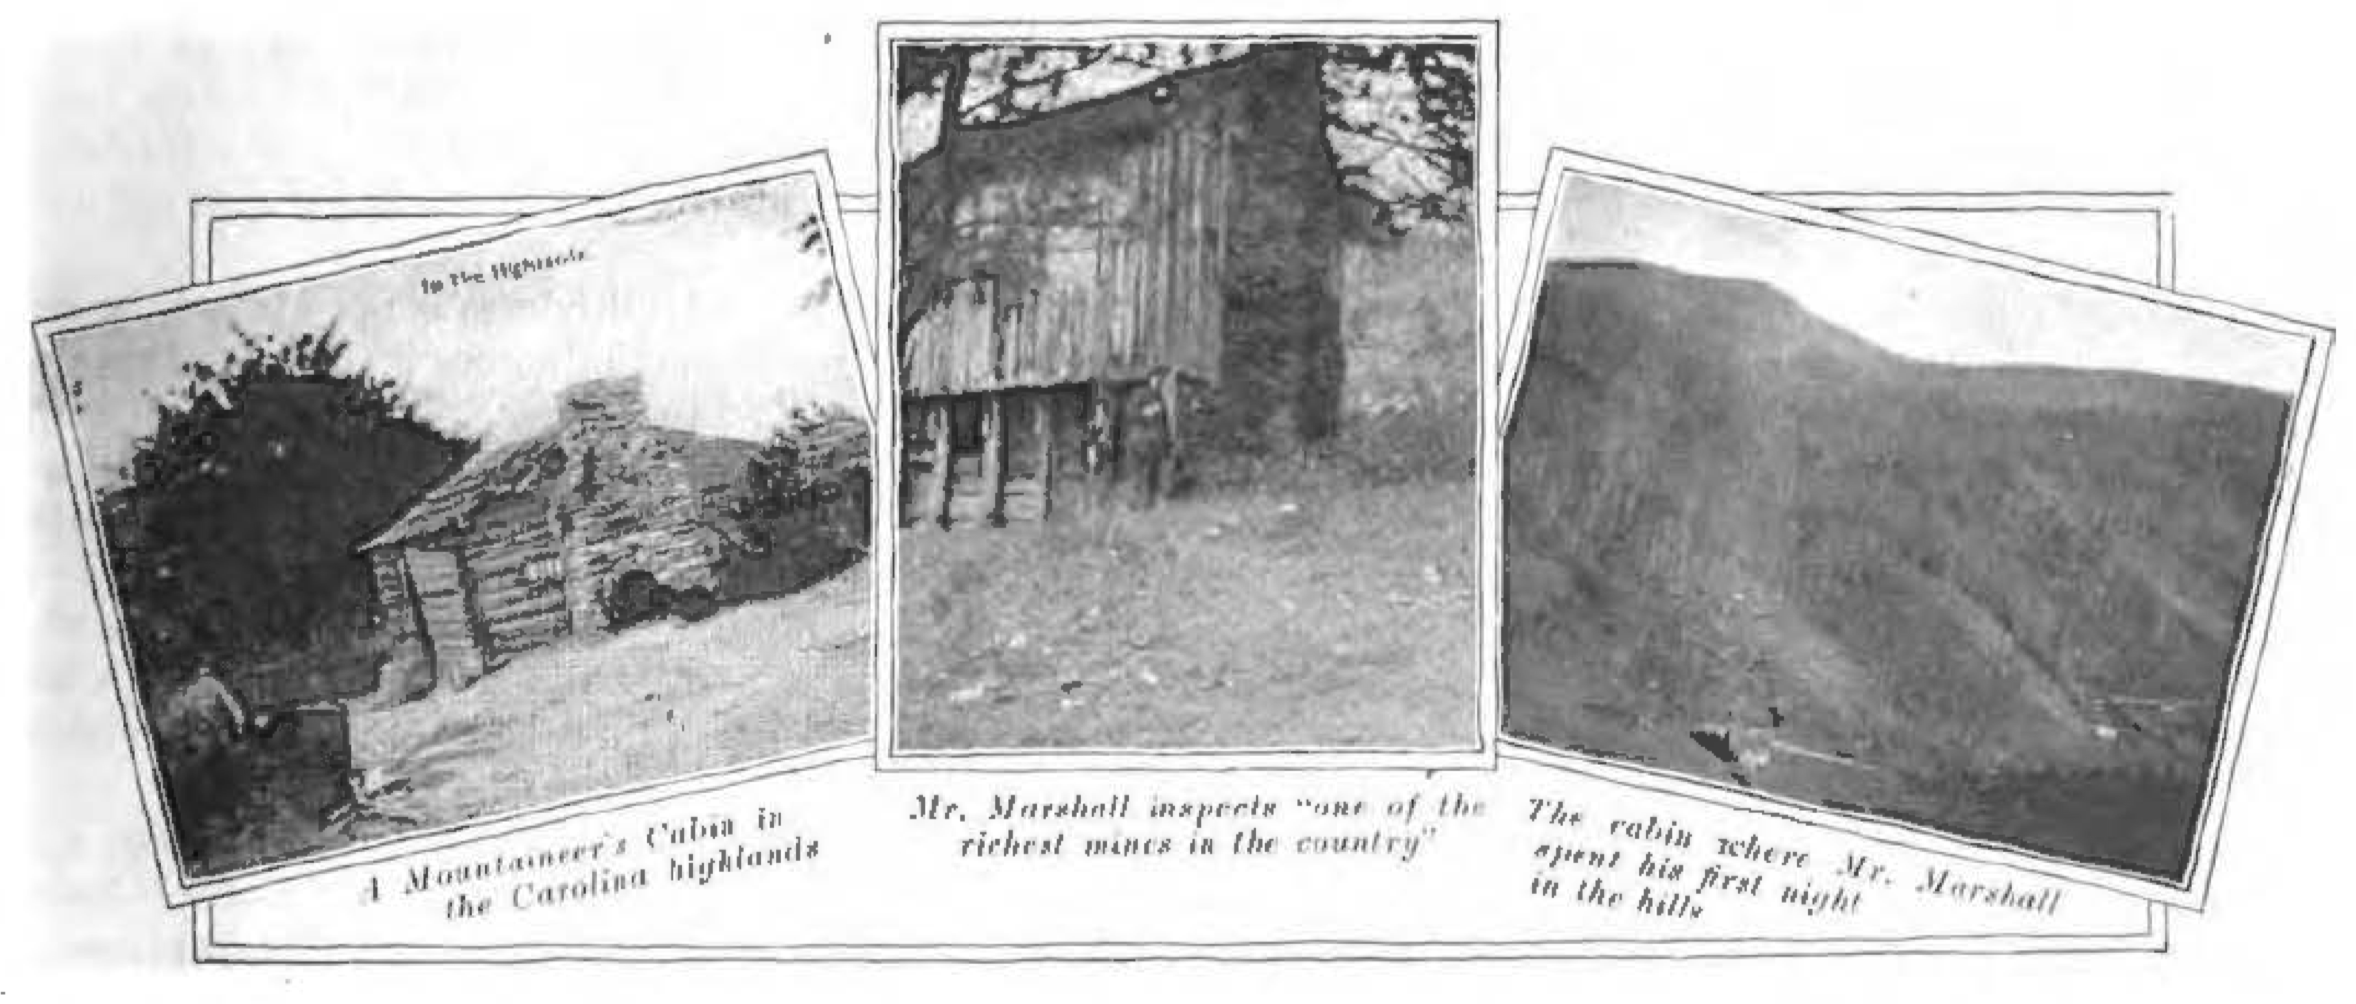 In The Highlands
A Mountaineer's Cabin in
the Carolina highlands
Mr. Marshall inspects "one of the
richest mines in the country"
The cabin where Mr. Marshall
spent his first night
in the hills